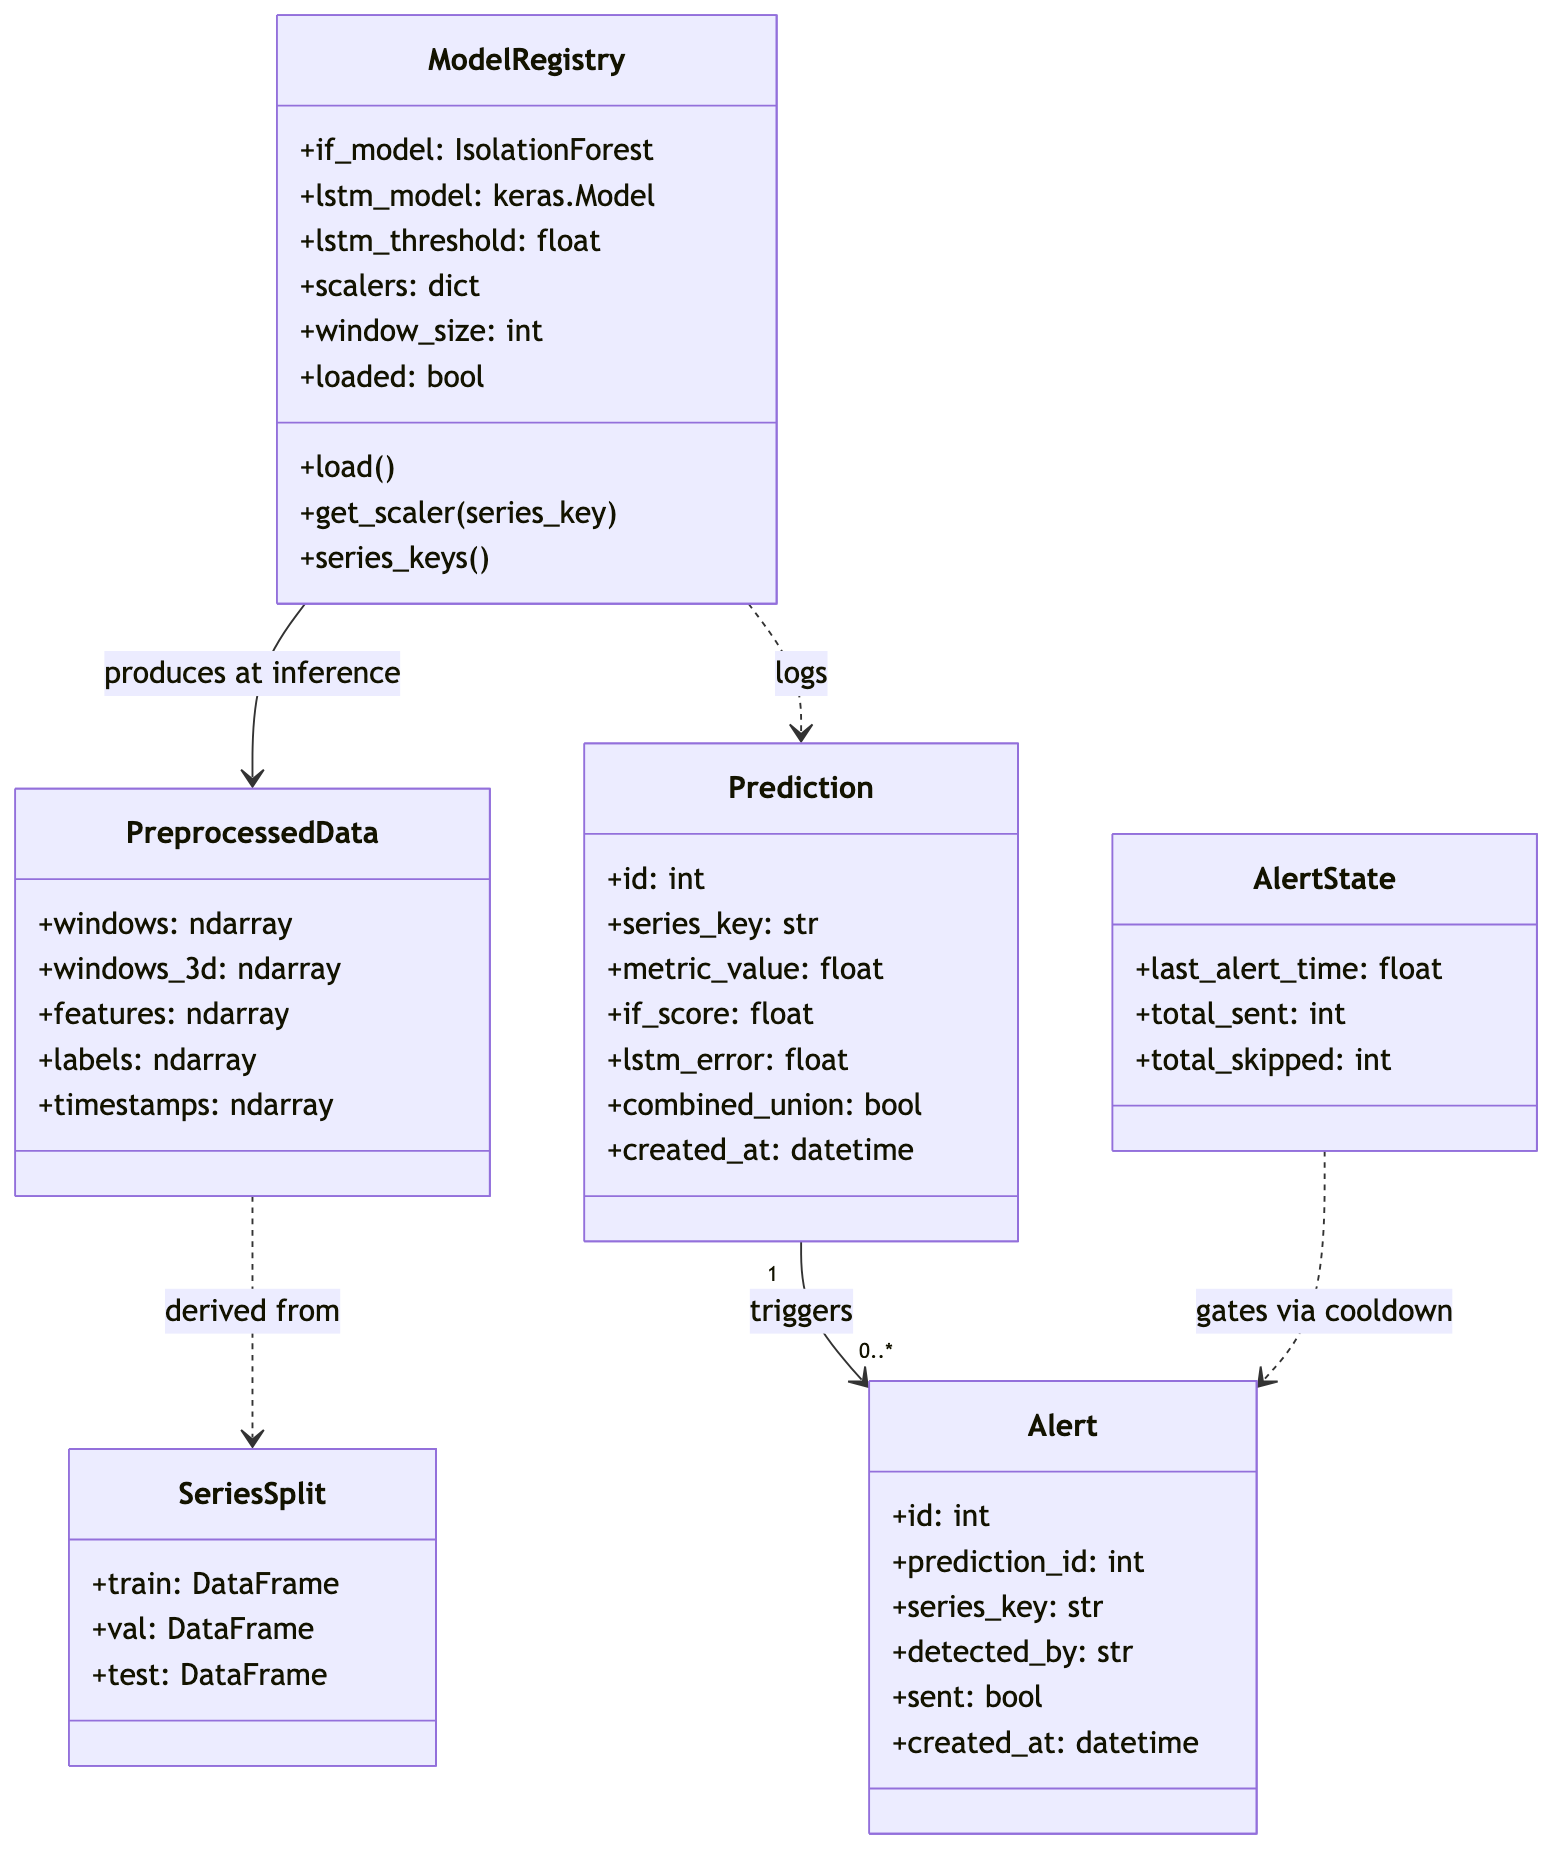 ModelRegistry
+if_model: IsolationForest
+lstm_model: keras.Model
+lstm_threshold: float
+scalers: dict
+window_size: int
+loaded: bool
+load()
+get_scaler(series_key)
+series_keys()
produces at inference
logs
PreprocessedData
+windows: ndarray
+windows_3d: ndarray
+features: ndarray
+labels: ndarray
+timestamps: ndarray
Prediction
+id: int
+series_key: str
+metric_value: float
+if_score: float
+lstm_error: float
+combined_union: bool
+created_at: datetime
AlertState
+last_alert_time: float
+total_sent: int
+total_skipped: int
derived from
1
triggers
0..*
gates via cooldown
SeriesSplit
+train: DataFrame
+val: DataFrame
+test: DataFrame
Alert
+id: int
+prediction_id: int
+series_key: str
+detected_by: str
+sent: bool
+created_at: datetime